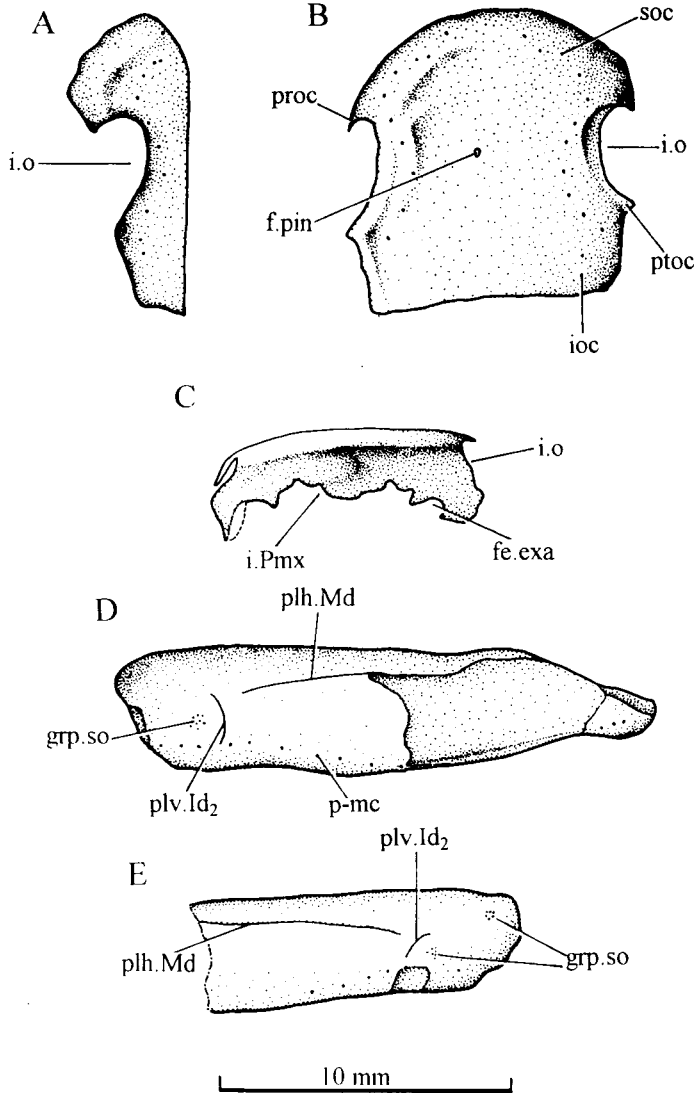 A
B
soc
proc
i.o
i.o
f.pin
ptoc
ioc
C
i.o
i.Pmx
fe.exa
plh.Md
D
grp.so
plv.Id₂
p-mc
plv.Id₂
E
plh.Md
grp.so
10 mm